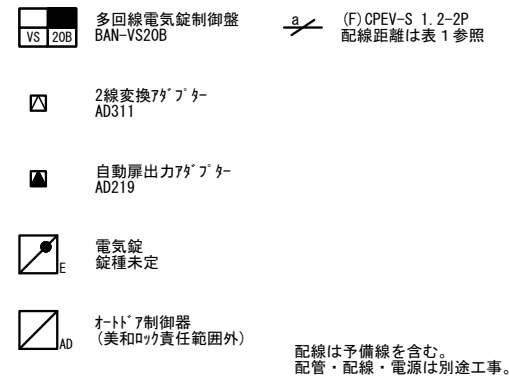 VS 20B
多回線電気錠制御盤
BAN-VS20B
a
(F)CPEV-S 1.2-2P
配線距離は表1参照
2線変換ｱﾀﾞﾌﾟﾀｰ
AD311
自動扉出力ｱﾀﾞﾌﾟﾀｰ
AD219
E
電気錠
錠種未定
AD
ｵｰﾄﾄﾞｱ制御器
(美和ﾛｯｸ責任範囲外)
配線は予備線を含む。
配管・配線・電源は別途工事。